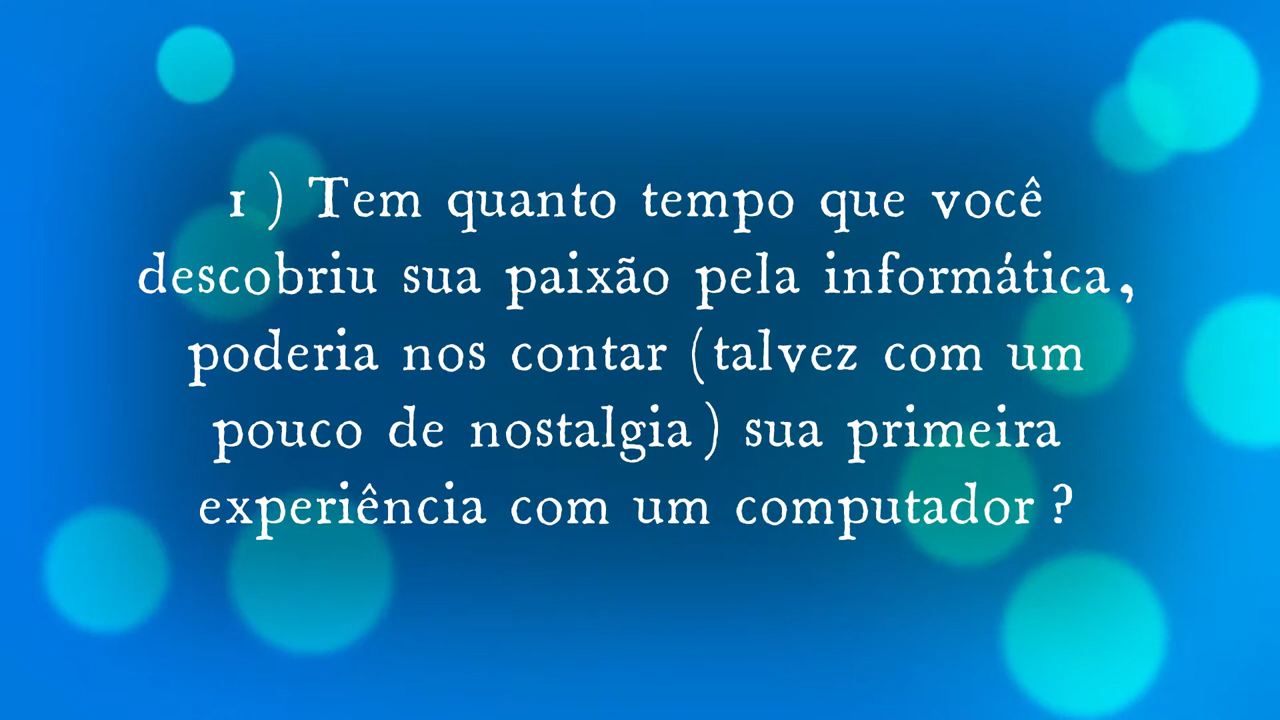 1 ) Tem quanto tempo que você
descobriu sua paixão pela informática,
poderia nos contar (talvez com um
pouco de nostalgia) sua primeira
experiência com um computador ?